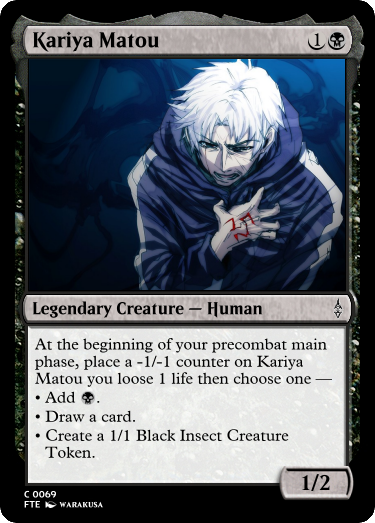 Kariya Matou 1
Legendary Creature — Human
At the beginning of your precombat main
phase, place a -1/-1 counter on Kariya
Matou you loose 1 life then choose one —
• Add .
• Draw a card.
• Create a 1/1 Black Insect Creature
Token.
1/2
C 0069
FTE WARAKUSA